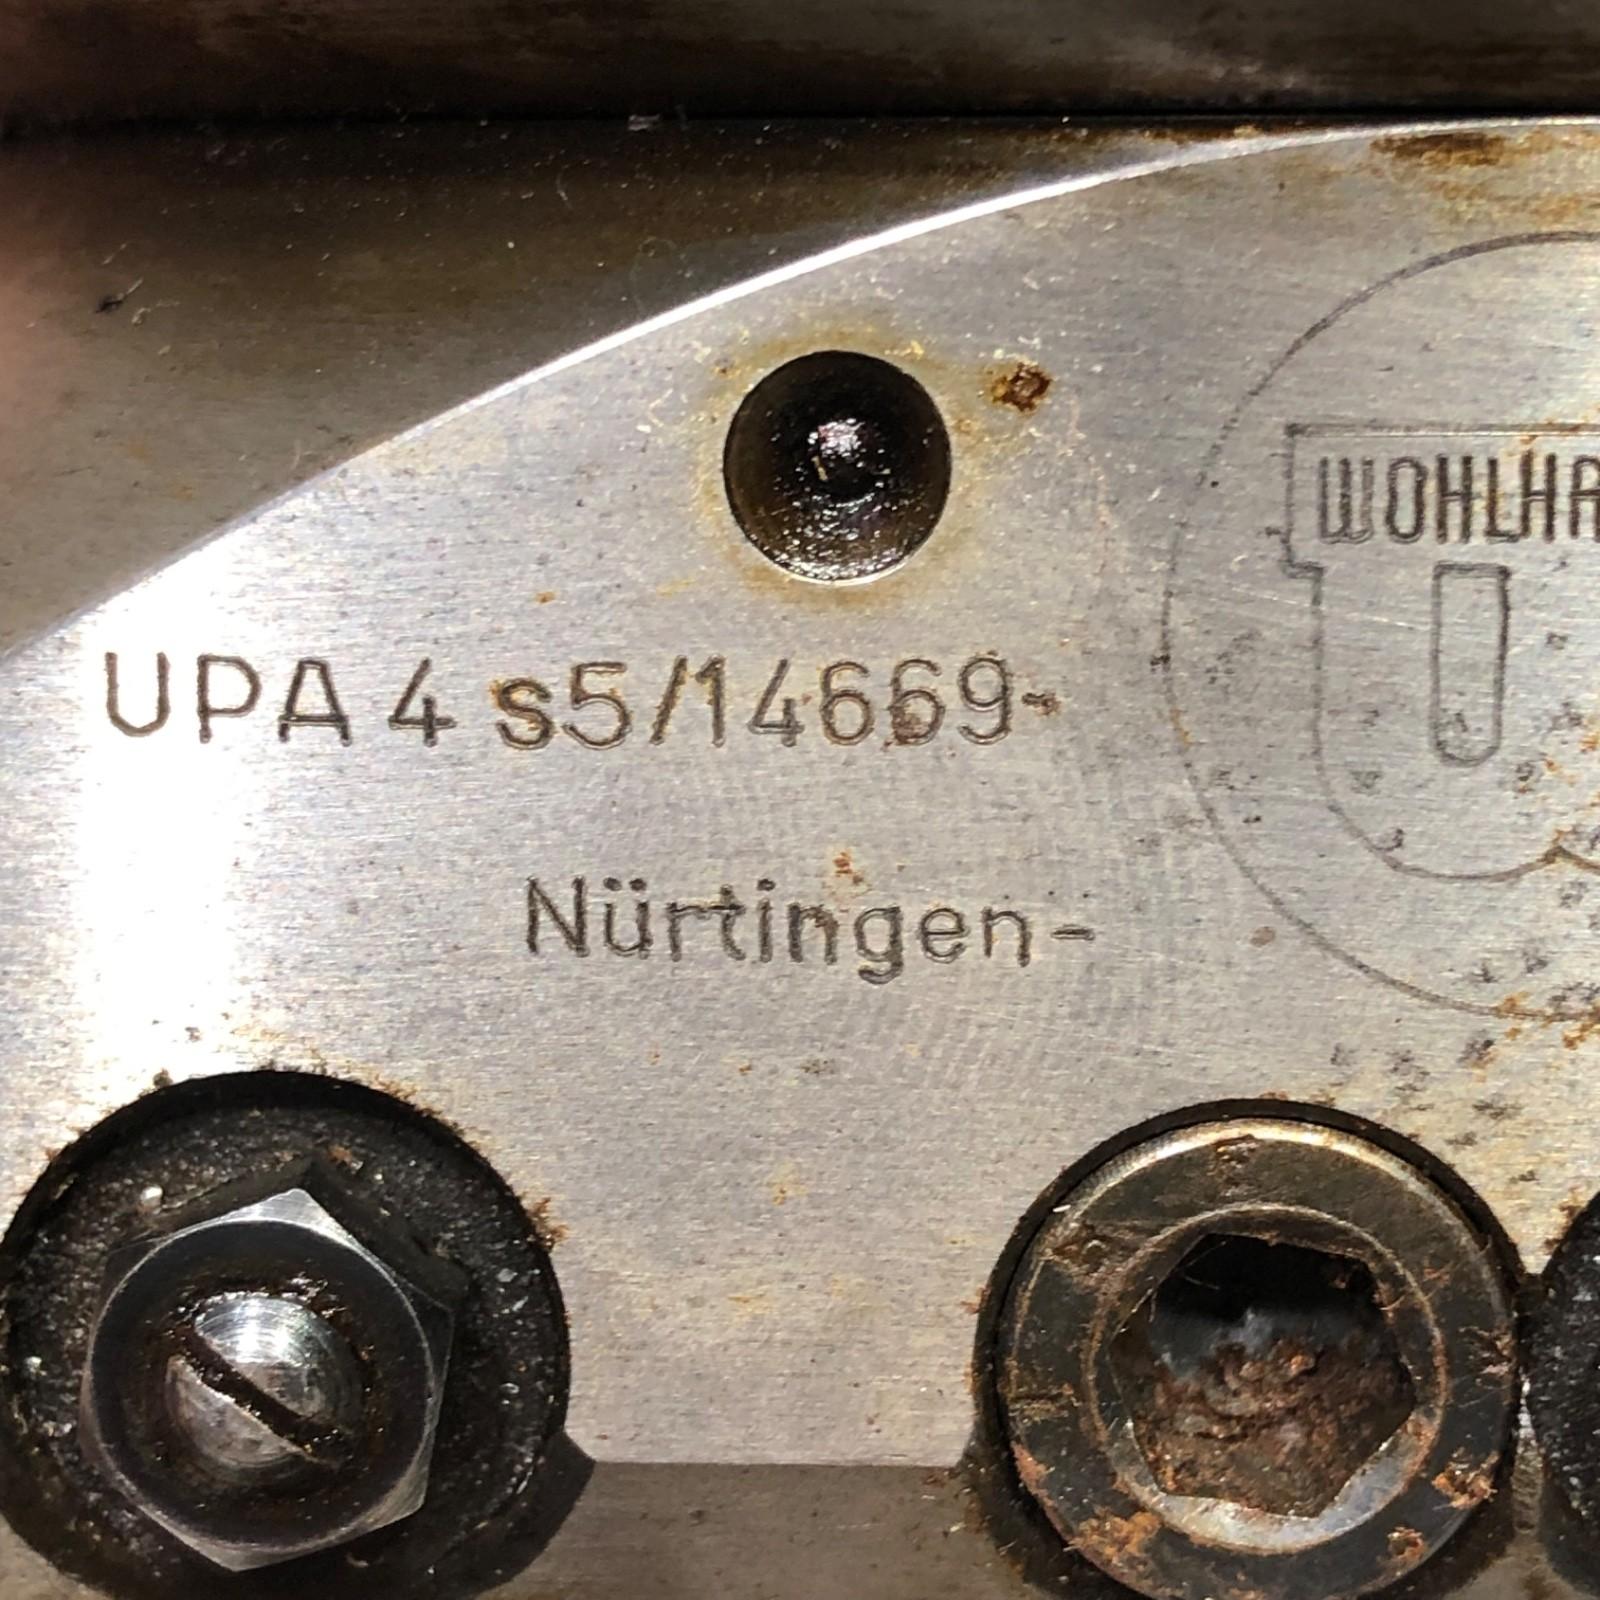 WOHLHA
UPA 4 s5/14669-
Nürtingen-